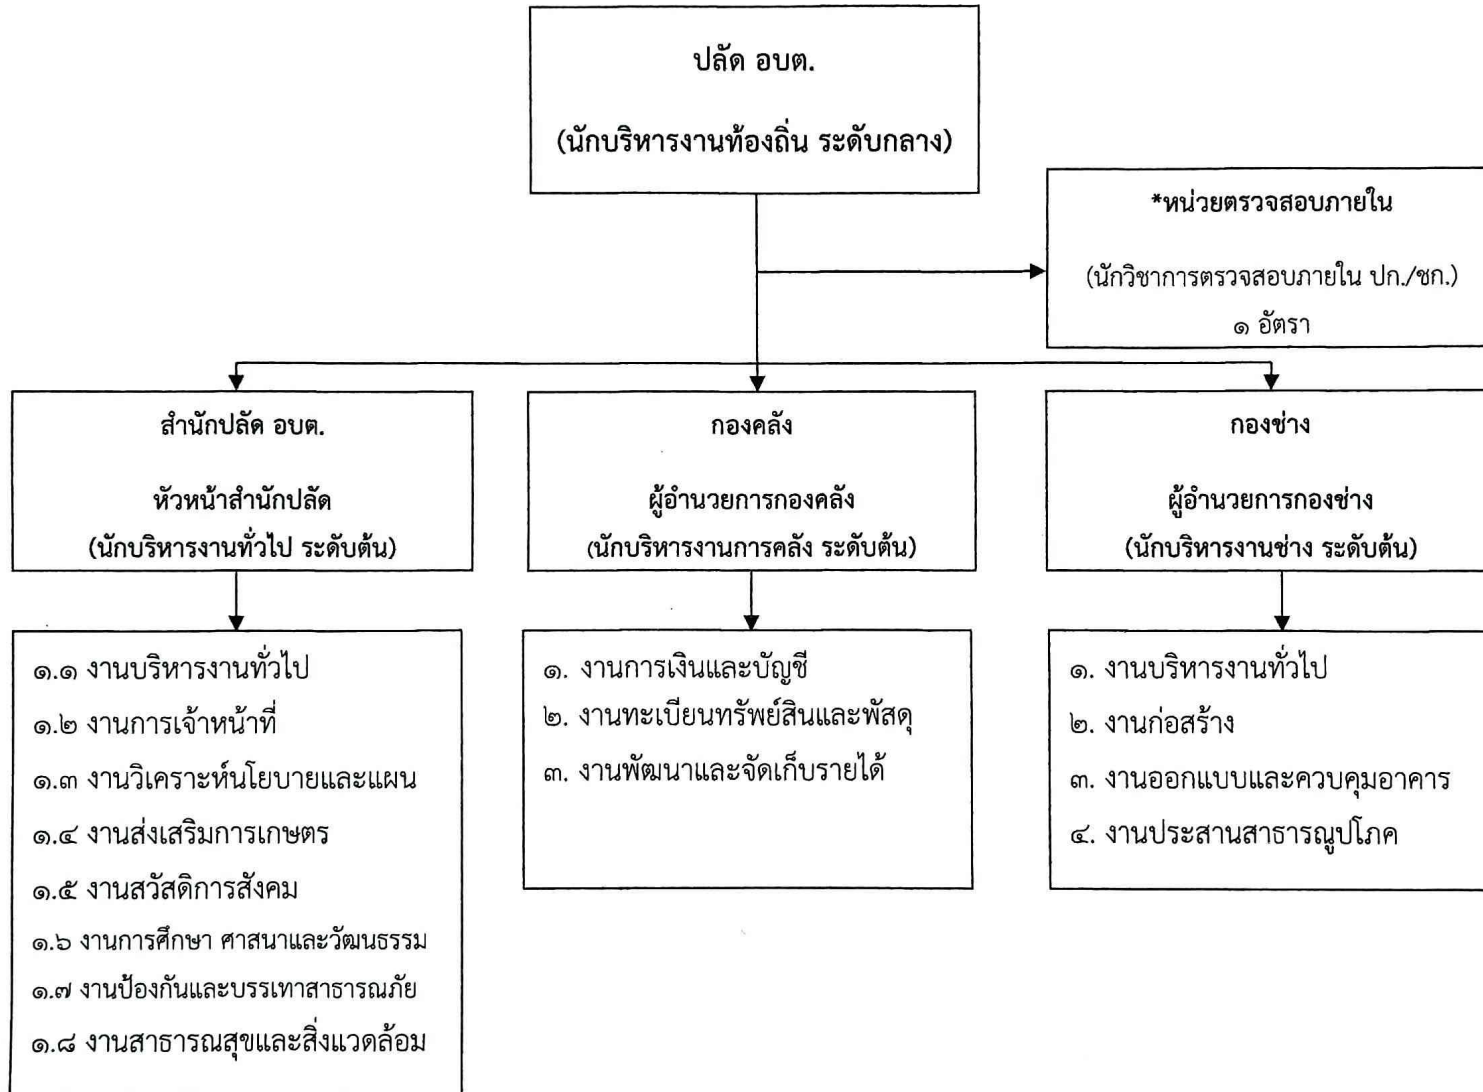 ปลัด อบต.
(นักบริหารงานท้องถิ่น ระดับกลาง)
*หน่วยตรวจสอบภายใน
(นักวิชาการตรวจสอบภายใน ปก./ชก.)
๑ อัตรา
สำนักปลัด อบต.
หัวหน้าสำนักปลัด
(นักบริหารงานทั่วไป ระดับต้น)
กองคลัง
ผู้อำนวยการกองคลัง
(นักบริหารงานการคลัง ระดับต้น)
กองช่าง
ผู้อำนวยการกองช่าง
(นักบริหารงานช่าง ระดับต้น)
๑.๑ งานบริหารงานทั่วไป
๑.๒ งานการเจ้าหน้าที่
๑.๓ งานวิเคราะห์นโยบายและแผน
๑.๔ งานส่งเสริมการเกษตร
๑.๕ งานสวัสดิการสังคม
๑.๖ งานการศึกษา ศาสนาและวัฒนธรรม
๑.๗ งานป้องกันและบรรเทาสาธารณภัย
๑.๘ งานสาธารณสุขและสิ่งแวดล้อม
๑. งานการเงินและบัญชี
๒. งานทะเบียนทรัพย์สินและพัสดุ
๓. งานพัฒนาและจัดเก็บรายได้
๑. งานบริหารงานทั่วไป
๒. งานก่อสร้าง
๓. งานออกแบบและควบคุมอาคาร
๔. งานประสานสาธารณูปโภค